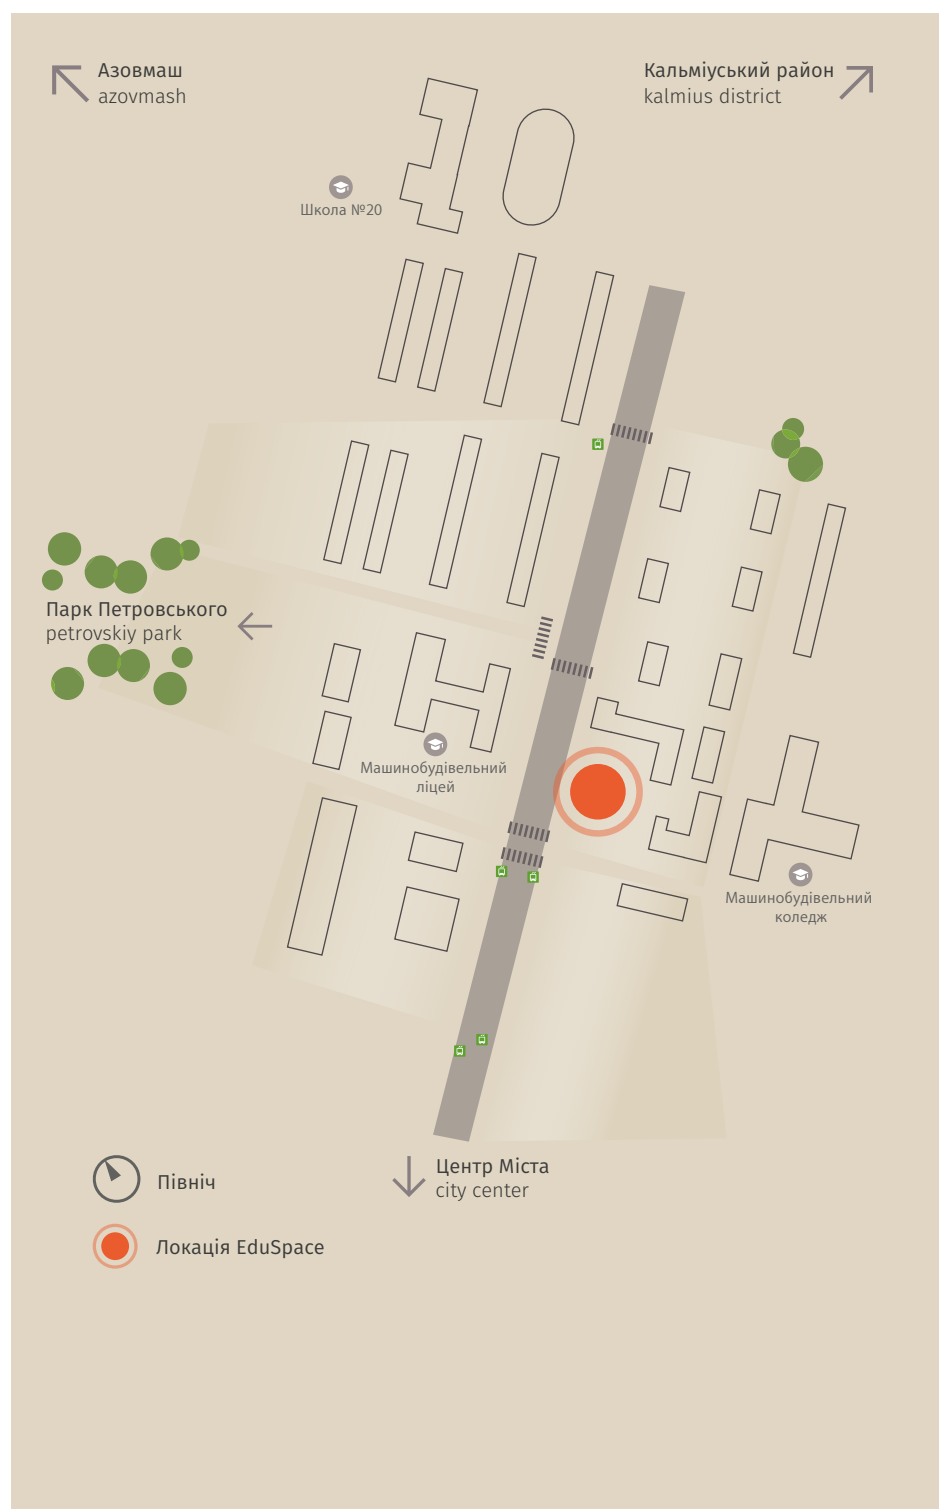 Азовмаш
azovmash
Кальміуський район
kalmius district
Школа №20
Парк Петровського
petrovskiy park
Машинобудівельний
ліцей
Машинобудівельний
коледж
Центр Міста
city center
Північ
Локація EduSpace